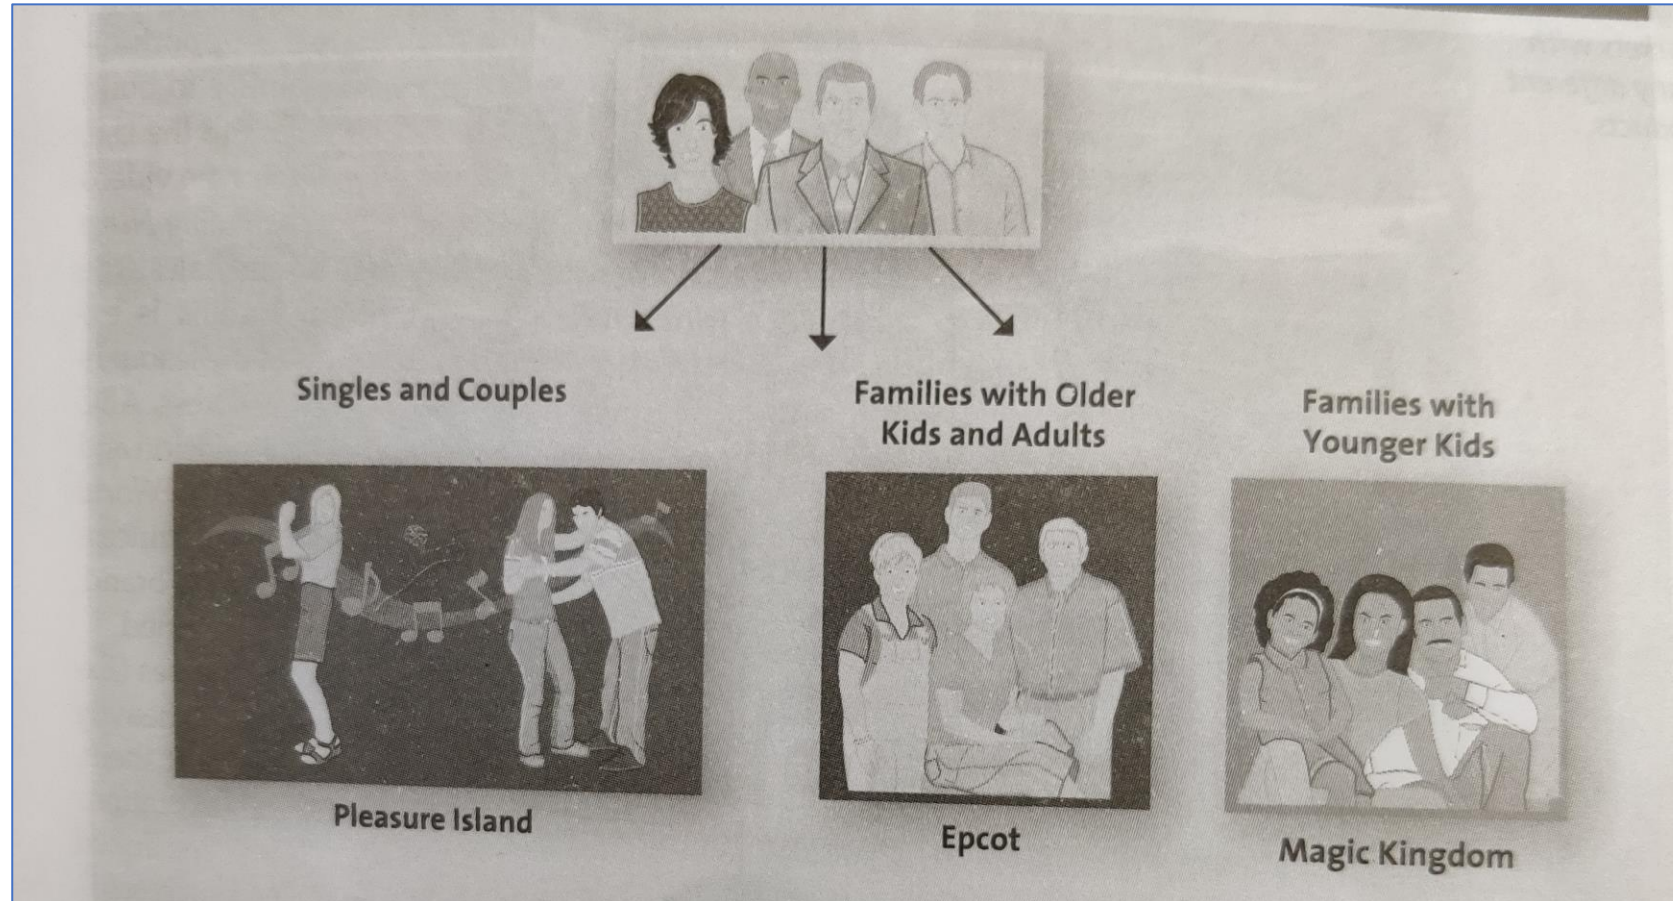 Singles and Couples
Families with Older
Kids and Adults
Families with
Younger Kids
Pleasure Island
Epcot
Magic Kingdom